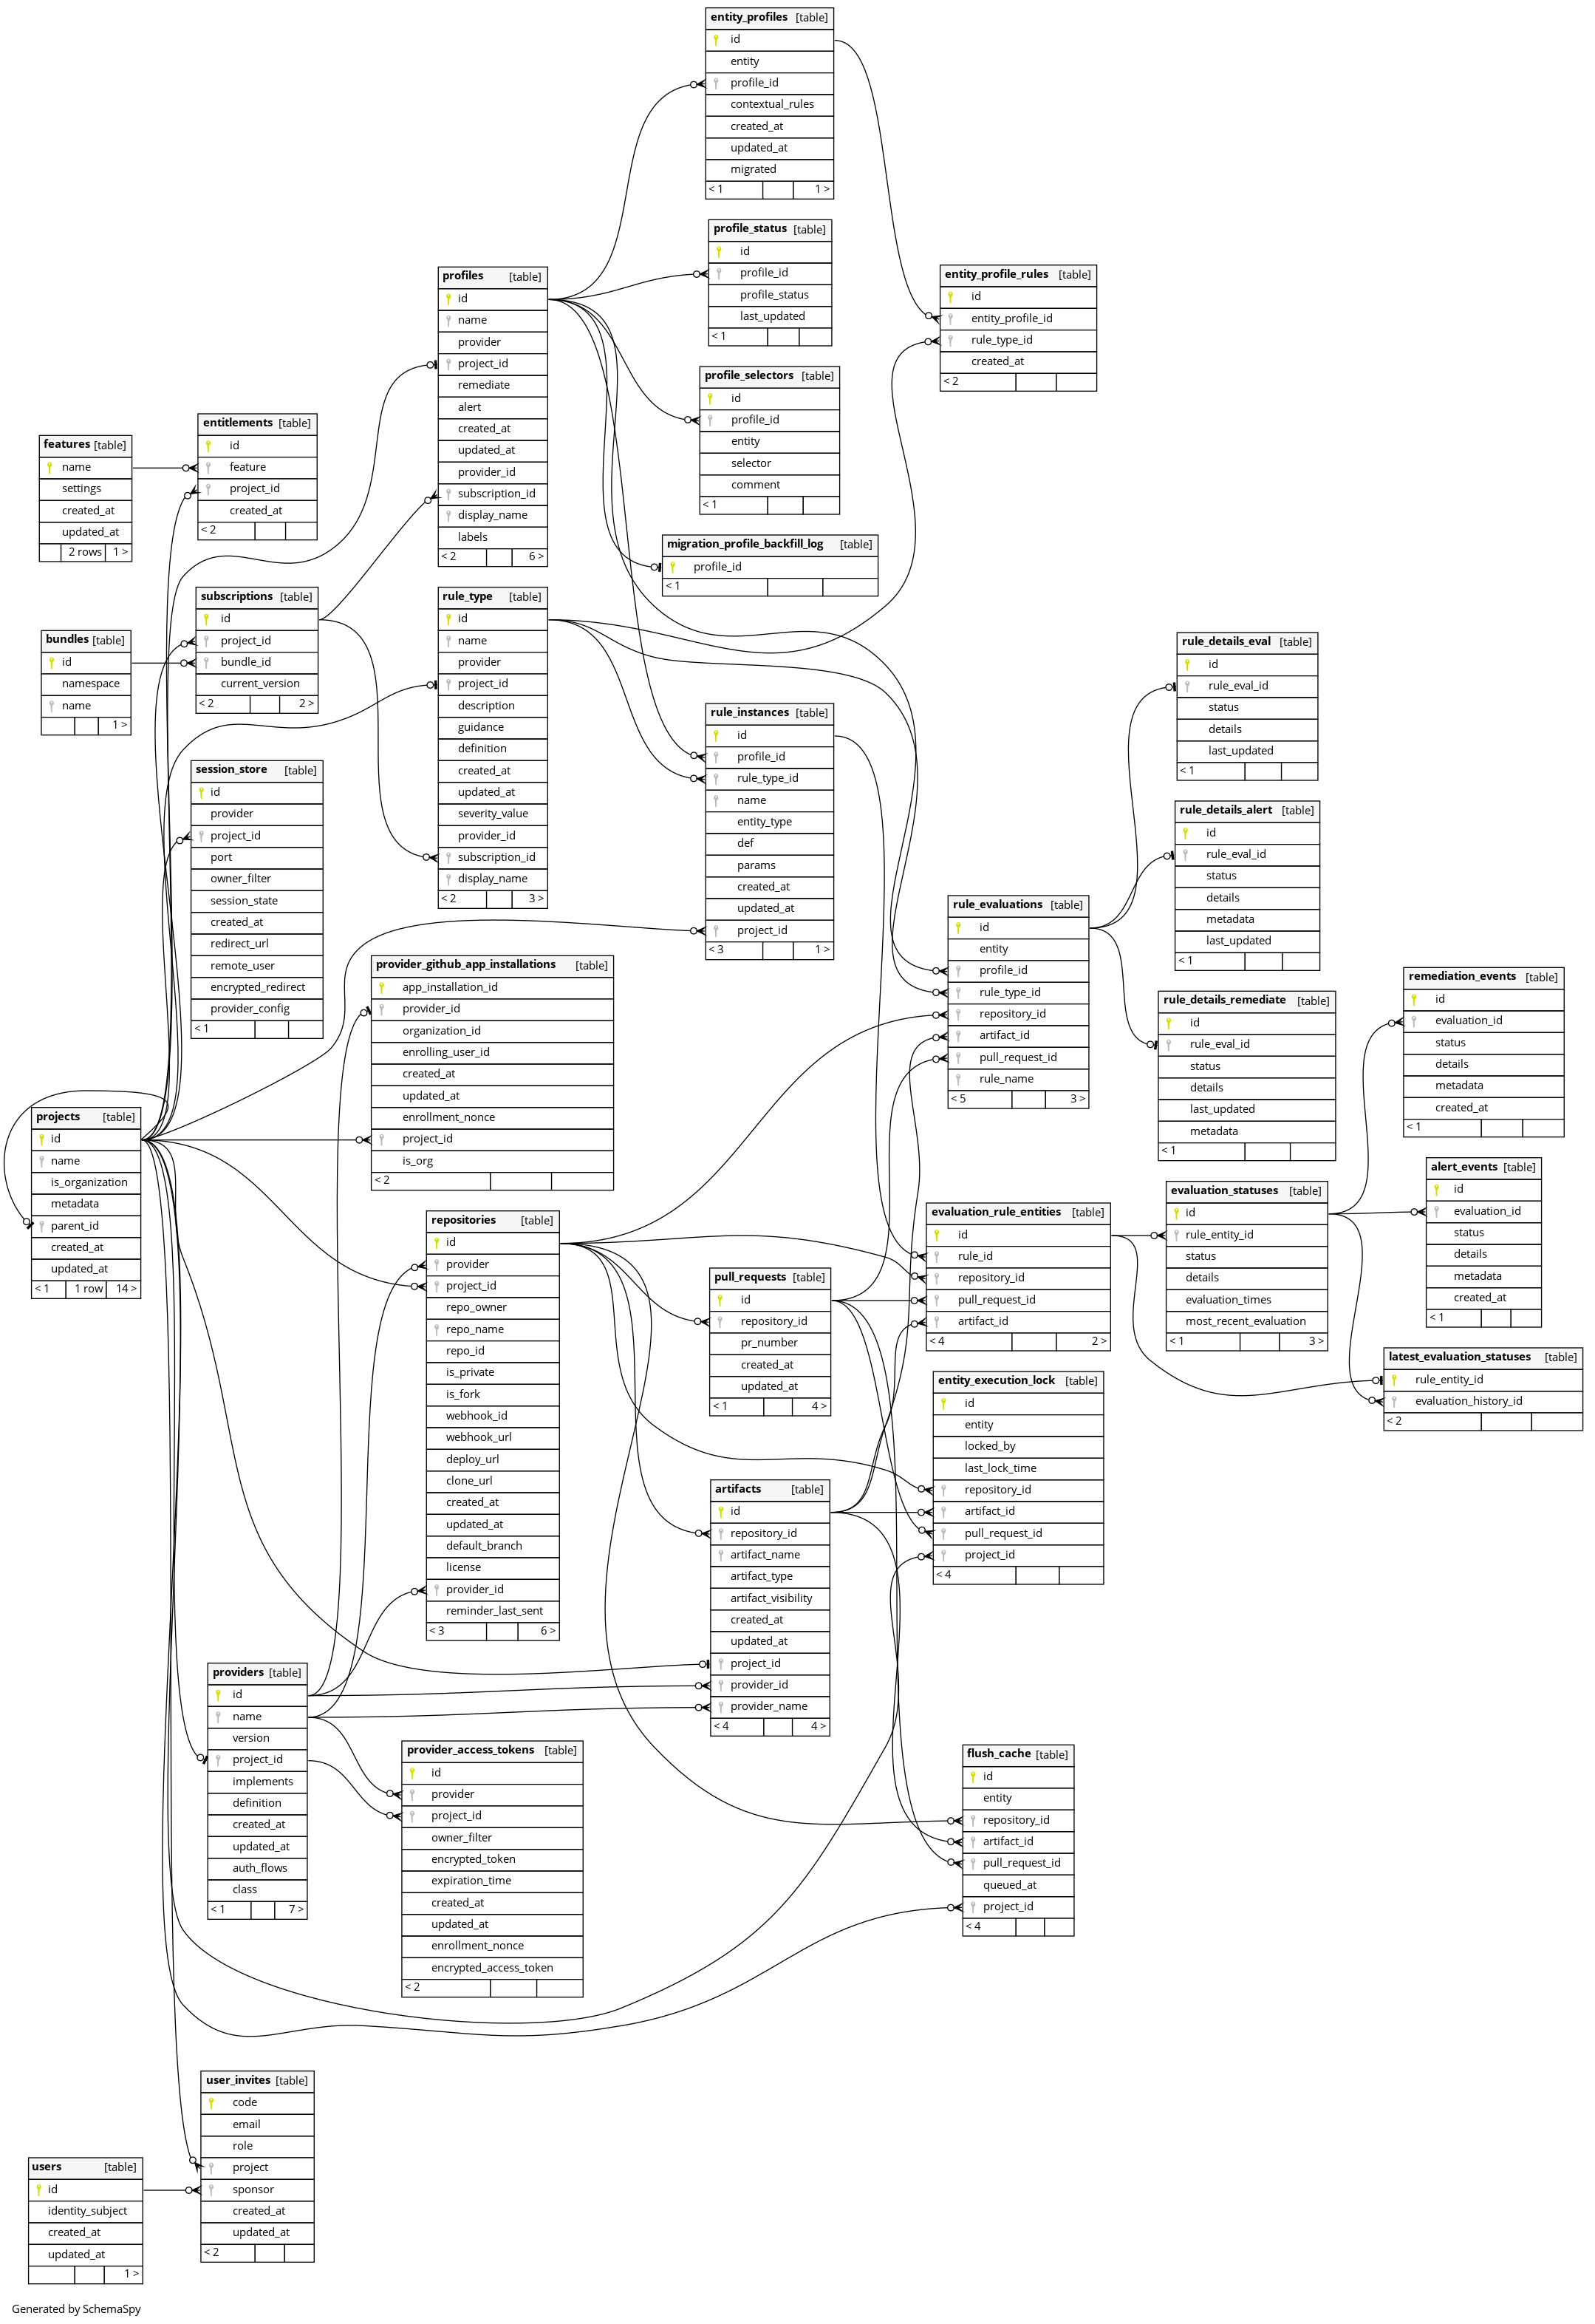 entity_profiles [table]
id
entity
profile_id
contextual_rules
created_at
updated_at
migrated
< 1 1 >
profile_status [table]
id
profile_id
profile_status
last_updated
< 1
entity_profile_rules [table]
id
entity_profile_id
rule_type_id
created_at
< 2
profiles [table]
id
name
provider
project_id
remediate
alert
created_at
updated_at
provider_id
subscription_id
display_name
labels
< 2 6 >
profile_selectors [table]
id
profile_id
entity
selector
comment
< 1
entitlements [table]
id
feature
project_id
created_at
< 2
features [table]
name
settings
created_at
updated_at
2 rows 1 >
migration_profile_backfill_log [table]
profile_id
< 1
subscriptions [table]
id
project_id
bundle_id
current_version
< 2 2 >
rule_type [table]
id
name
provider
project_id
description
guidance
definition
created_at
updated_at
severity_value
provider_id
subscription_id
display_name
< 2 3 >
bundles [table]
id
namespace
name
1 >
rule_details_eval [table]
id
rule_eval_id
status
details
last_updated
< 1
rule_instances [table]
id
profile_id
rule_type_id
name
entity_type
def
params
created_at
updated_at
project_id
< 3 1 >
session_store [table]
id
provider
project_id
port
owner_filter
session_state
created_at
redirect_url
remote_user
encrypted_redirect
provider_config
< 1
rule_details_alert [table]
id
rule_eval_id
status
details
metadata
last_updated
< 1
rule_evaluations [table]
id
entity
profile_id
rule_type_id
repository_id
artifact_id
pull_request_id
rule_name
< 5 3 >
provider_github_app_installations [table]
app_installation_id
provider_id
organization_id
enrolling_user_id
created_at
updated_at
enrollment_nonce
project_id
is_org
< 2
remediation_events [table]
id
evaluation_id
status
details
metadata
created_at
< 1
rule_details_remediate [table]
id
rule_eval_id
status
details
last_updated
metadata
< 1
projects [table]
id
name
is_organization
metadata
parent_id
created_at
updated_at
< 1 1 row 14 >
alert_events [table]
id
evaluation_id
status
details
metadata
created_at
< 1
evaluation_statuses [table]
id
rule_entity_id
status
details
evaluation_times
most_recent_evaluation
< 1 3 >
evaluation_rule_entities [table]
id
rule_id
repository_id
pull_request_id
artifact_id
< 4 2 >
repositories [table]
id
provider
project_id
repo_owner
repo_name
repo_id
is_private
is_fork
webhook_id
webhook_url
deploy_url
clone_url
created_at
updated_at
default_branch
license
provider_id
reminder_last_sent
< 3 6 >
pull_requests [table]
id
repository_id
pr_number
created_at
updated_at
< 1 4 >
latest_evaluation_statuses [table]
rule_entity_id
evaluation_history_id
< 2
entity_execution_lock [table]
id
entity
locked_by
last_lock_time
repository_id
artifact_id
pull_request_id
project_id
< 4
artifacts [table]
id
repository_id
artifact_name
artifact_type
artifact_visibility
created_at
updated_at
project_id
provider_id
provider_name
< 4 4 >
providers [table]
id
name
version
project_id
implements
definition
created_at
updated_at
auth_flows
class
< 1 7 >
provider_access_tokens [table]
id
provider
project_id
owner_filter
encrypted_token
expiration_time
created_at
updated_at
enrollment_nonce
encrypted_access_token
< 2
flush_cache [table]
id
entity
repository_id
artifact_id
pull_request_id
queued_at
project_id
< 4
user_invites [table]
code
email
role
project
sponsor
created_at
updated_at
< 2
users [table]
id
identity_subject
created_at
updated_at
1 >
Generated by SchemaSpy